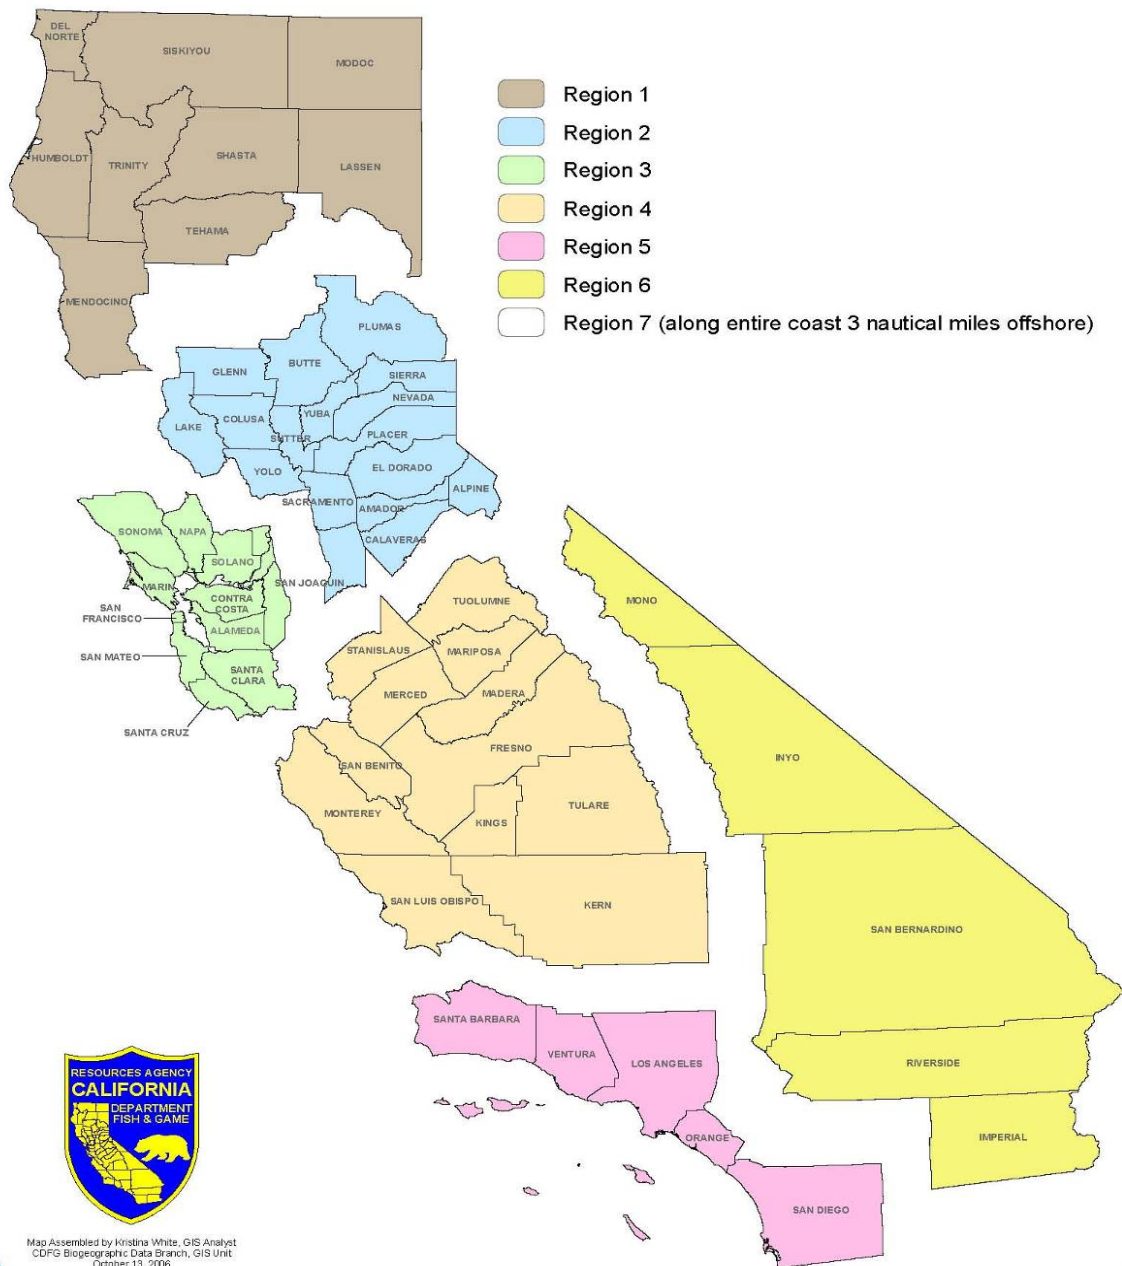 DEL
NORTE
SISKIYOU
MODOC
HUMBOLDT
TRINITY
SHASTA
LASSEN
TEHAMA
MENDOCINO
Region 1
Region 2
Region 3
Region 4
Region 5
Region 6
Region 7 (along entire coast 3 nautical miles offshore)
PLUMAS
BUTTE
GLENN
SIERRA
NEVADA
YUBA
COLUSA
LAKE
SUTTER
PLACER
YOLO
EL DORADO
ALPINE
SACRAMENTO
AMADOR
CALAVERAS
SAN JOAQUIN
SONOMA
NAPA
SOLANO
MARIN
CONTRA
COSTA
SAN
FRANCISCO
ALAMEDA
SAN MATEO
SANTA
CLARA
SANTA CRUZ
TUOLUMNE
STANISLAUS
MARIPOSA
MERCED
MADERA
FRESNO
SAN BENITO
MONTEREY
KINGS
TULARE
SAN LUIS OBISPO
KERN
MONO
INYO
SAN BERNARDINO
RIVERSIDE
IMPERIAL
SANTA BARBARA
VENTURA
LOS ANGELES
ORANGE
SAN DIEGO
RESOURCES AGENCY
CALIFORNIA
DEPARTMENT
FISH & GAME
Map Assembled by Kristina White, GIS Analyst
CDFG Biogeographic Data Branch, GIS Unit
October 13, 2006